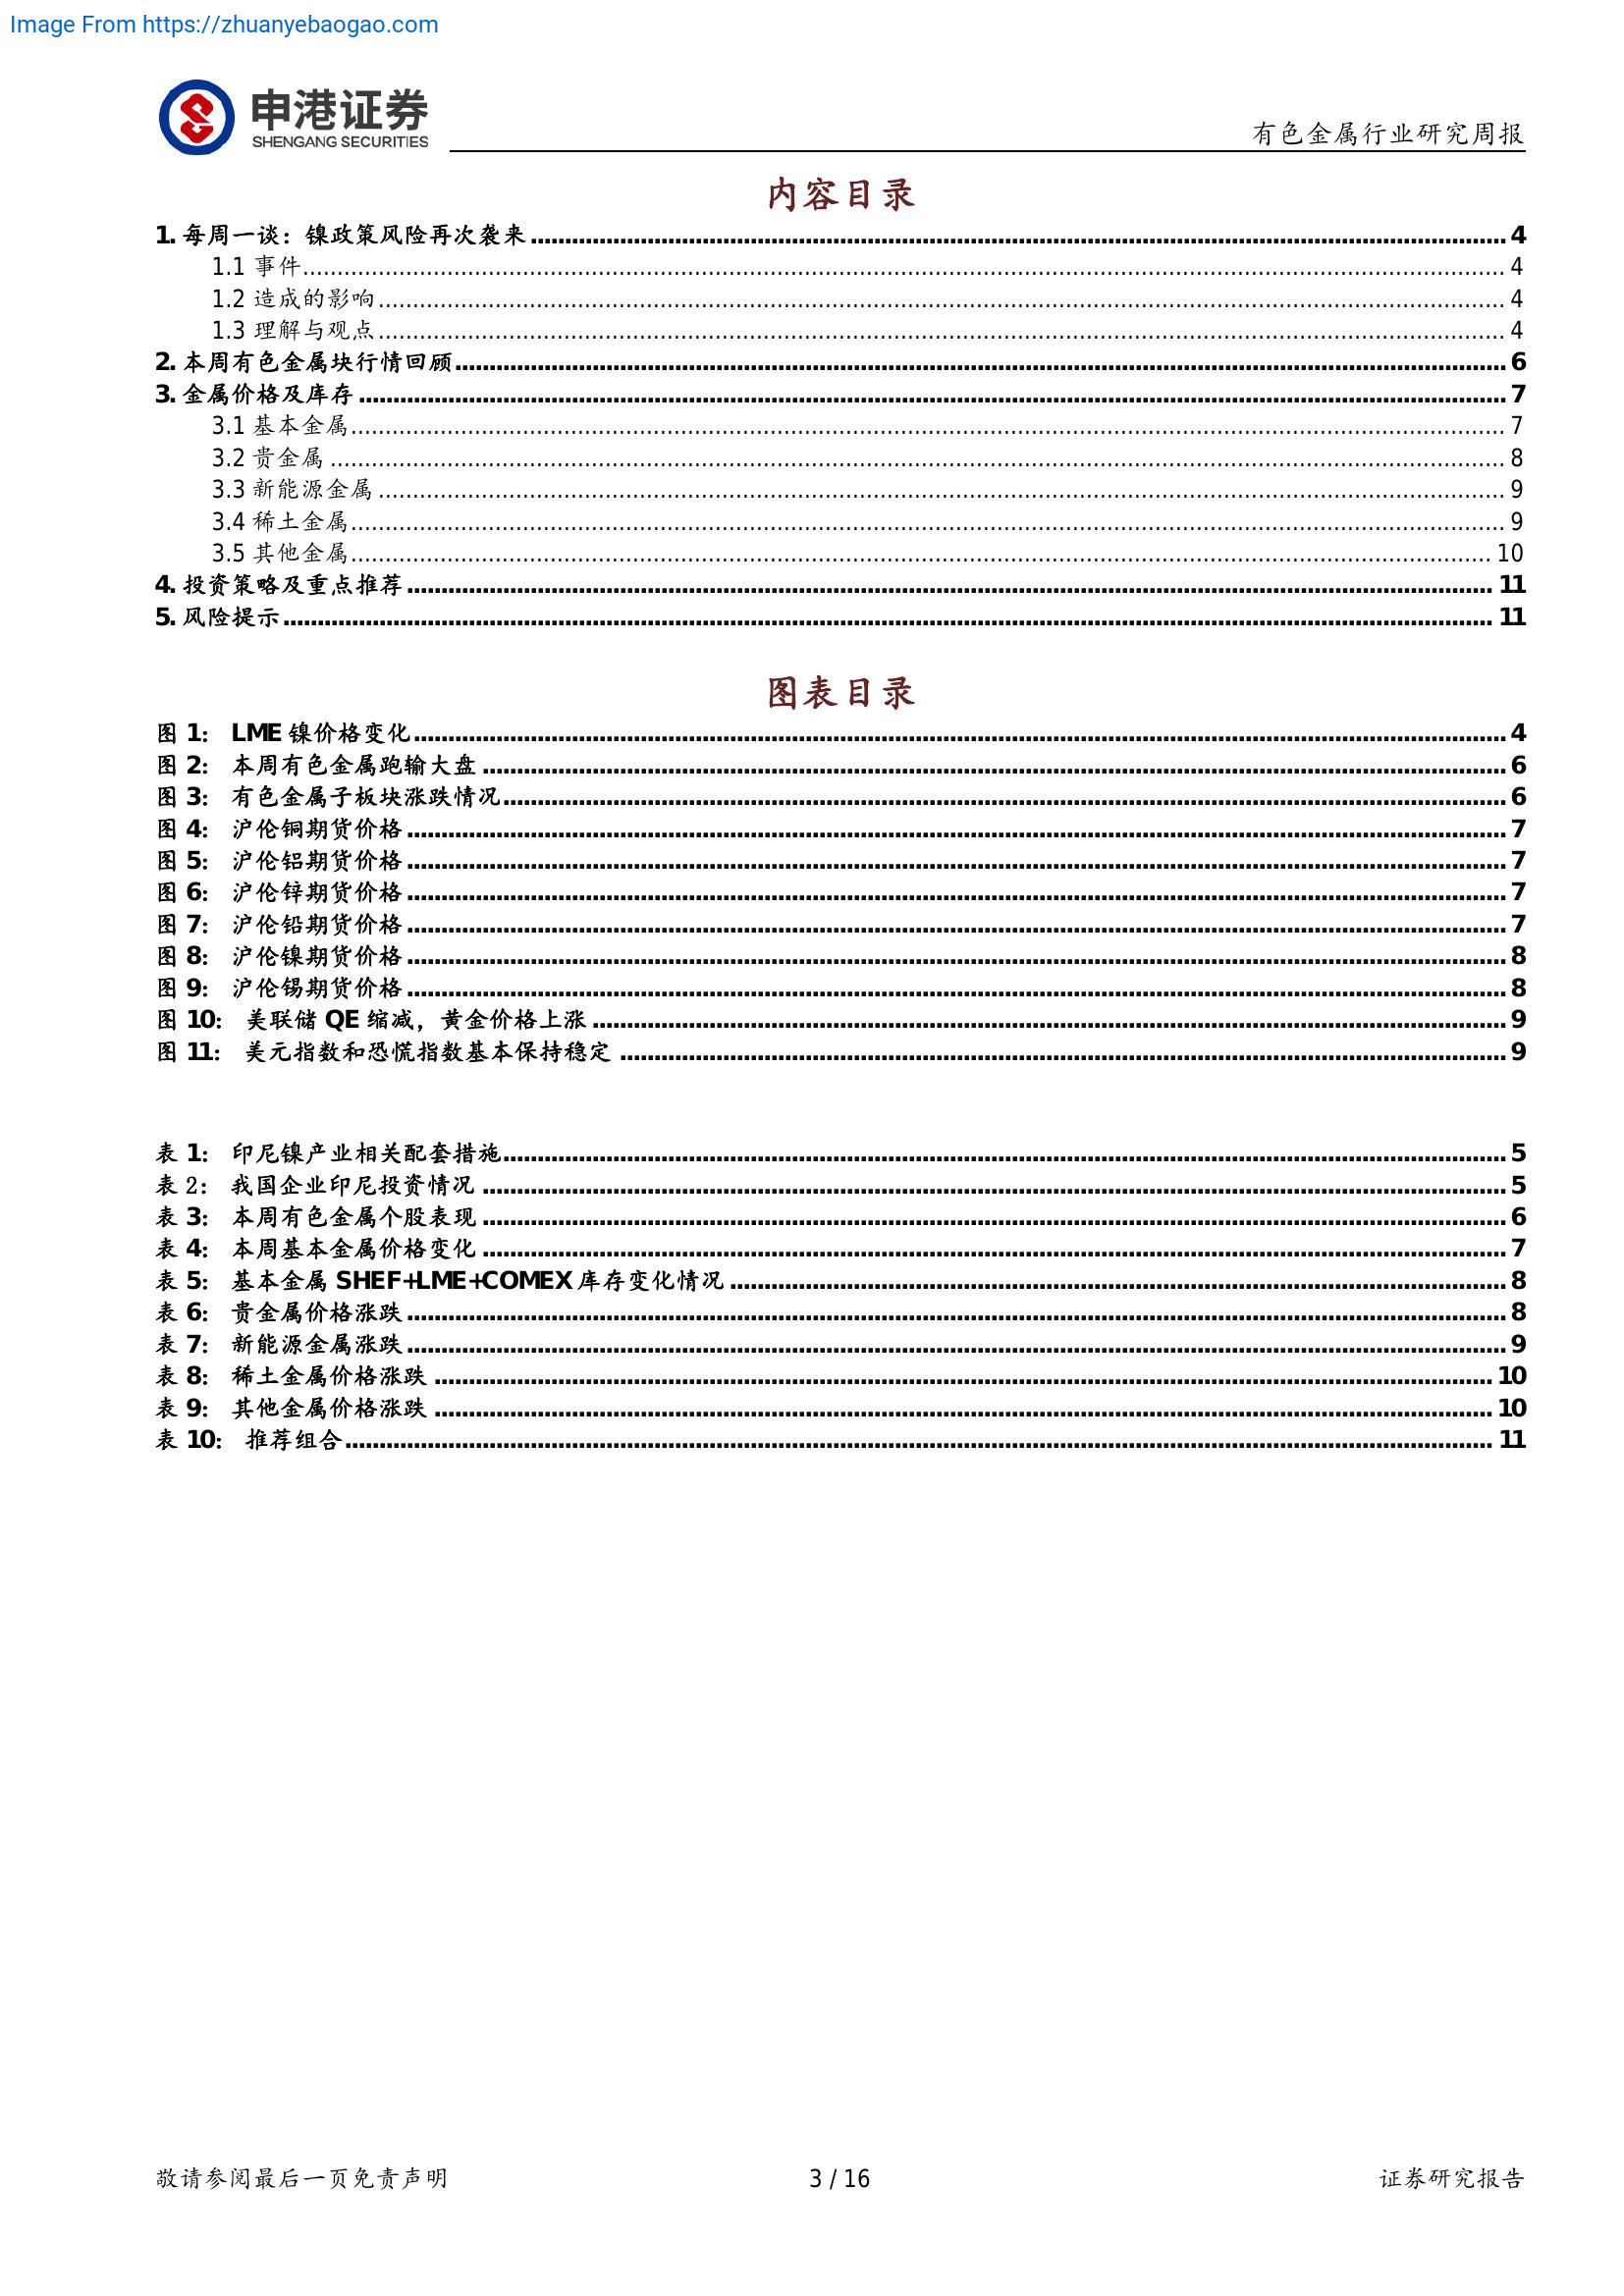 Image From https://zhuanyebaogao.com
申港证券
SHENGANG SECURITIES
有色金属行业研究周报
内容目录
1. 每周一谈：镍政策风险再次袭来 4
1.1 事件 4
1.2 造成的影响 4
1.3 理解与观点 4
2. 本周有色金属块行情回顾 6
3. 金属价格及库存 7
3.1 基本金属 7
3.2 贵金属 8
3.3 新能源金属 9
3.4 稀土金属 9
3.5 其他金属 10
4. 投资策略及重点推荐 11
5. 风险提示 11
图表目录
图 1： LME 镍价格变化 4
图 2： 本周有色金属跑输大盘 6
图 3： 有色金属子板块涨跌情况 6
图 4： 沪伦铜期货价格 7
图 5： 沪伦铝期货价格 7
图 6： 沪伦锌期货价格 7
图 7： 沪伦铅期货价格 7
图 8： 沪伦镍期货价格 8
图 9： 沪伦锡期货价格 8
图 10： 美联储 QE 缩减，黄金价格上涨 9
图 11： 美元指数和恐慌指数基本保持稳定 9
表 1： 印尼镍产业相关配套措施 5
表 2： 我国企业印尼投资情况 5
表 3： 本周有色金属个股表现 6
表 4： 本周基本金属价格变化 7
表 5： 基本金属 SHEF+LME+COMEX 库存变化情况 8
表 6： 贵金属价格涨跌 8
表 7： 新能源金属涨跌 9
表 8： 稀土金属价格涨跌 10
表 9： 其他金属价格涨跌 10
表 10： 推荐组合 11
敬请参阅最后一页免责声明
3 / 16
证券研究报告